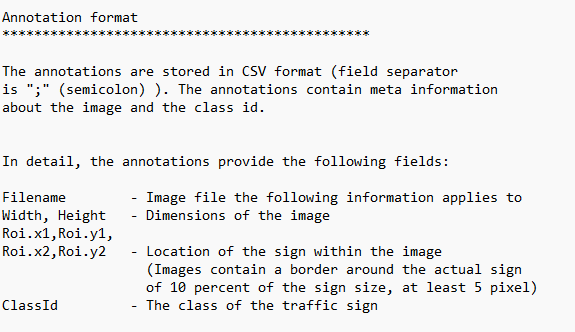 Annotation format
**********************************************
The annotations are stored in CSV format (field separator
is ";" (semicolon) ). The annotations contain meta information
about the image and the class id.
In detail, the annotations provide the following fields:
Filename        - Image file the following information applies to
Width, Height   - Dimensions of the image
Roi.x1,Roi.y1,
Roi.x2,Roi.y2   - Location of the sign within the image
                  (Images contain a border around the actual sign
                  of 10 percent of the sign size, at least 5 pixel)
ClassId         - The class of the traffic sign